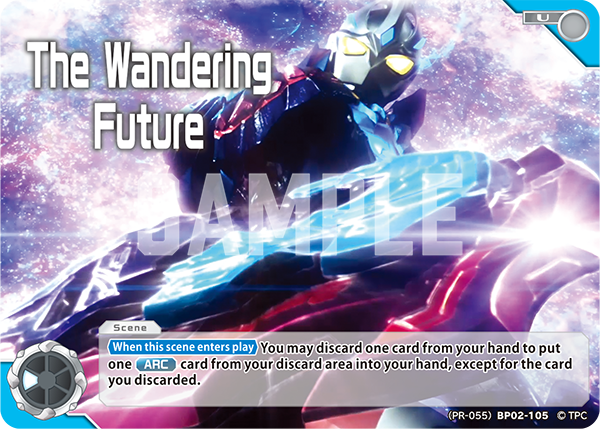 U
The Wandering
Future
SAMPLE
Scene
When this scene enters play You may discard one card from your hand to put
one ARC card from your discard area into your hand, except for the card
you discarded.
(PR-055) BP02-105 © TPC